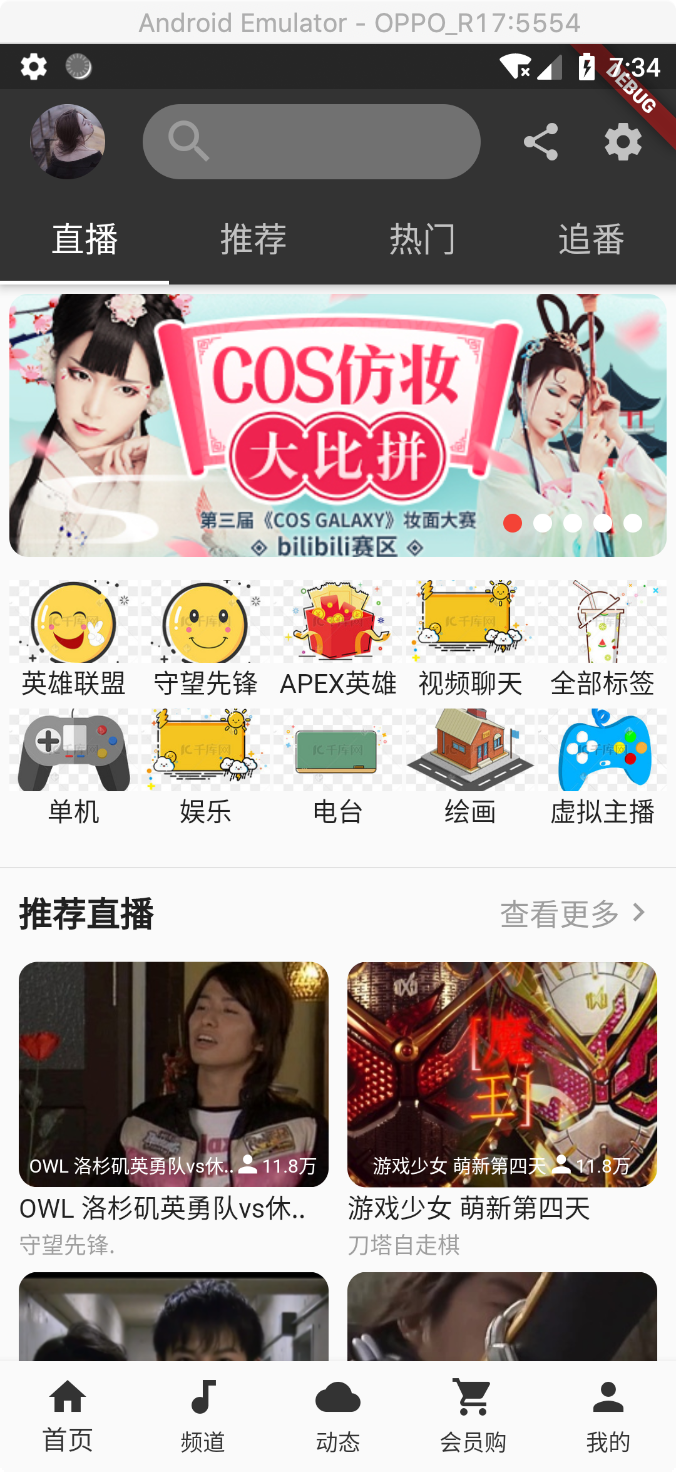 Android Emulator - OPPO_R17:5554
7:34
DEBUG
直播 推荐 热门 追番
COS仿妆
大比拼
第三届《COS GALAXY》妆面大赛
bilibili赛区
英雄联盟 守望先锋 APEX英雄 视频聊天 全部标签
单机 娱乐 电台 绘画 虚拟主播
推荐直播 查看更多
[魔王]
OWL 洛杉矶英勇队vs休.. 11.8万
游戏少女 萌新第四天 11.8万
OWL 洛杉矶英勇队vs休..
游戏少女 萌新第四天
守望先锋.
刀塔自走棋
首页 频道 动态 会员购 我的